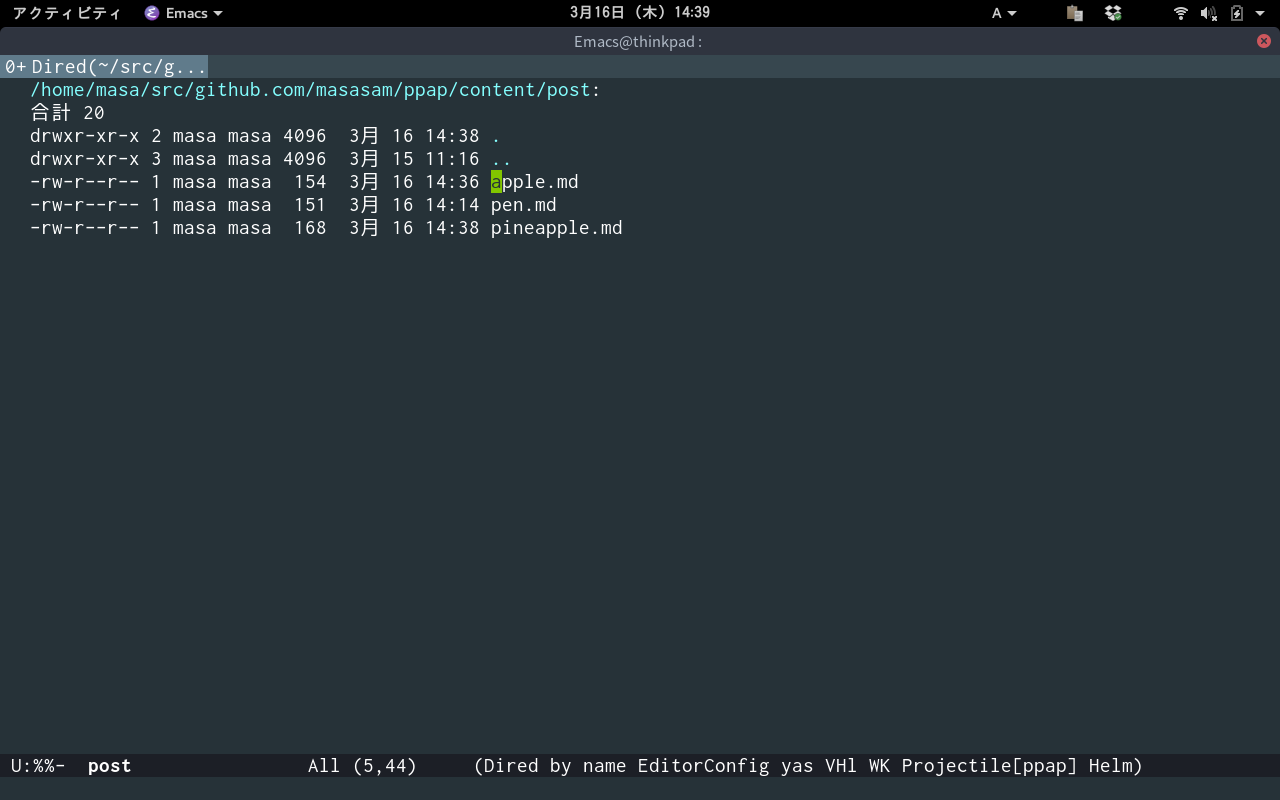 アクティビティ Emacs 3月16日 (木) 14:39 A
Emacs@thinkpad:
0+ Dired(~/src/g...
/home/masa/src/github.com/masasam/ppap/content/post:
合計 20
drwxr-xr-x 2 masa masa 4096  3月 16 14:38 .
drwxr-xr-x 3 masa masa 4096  3月 15 11:16 ..
-rw-r--r-- 1 masa masa  154  3月 16 14:36 apple.md
-rw-r--r-- 1 masa masa  151  3月 16 14:14 pen.md
-rw-r--r-- 1 masa masa  168  3月 16 14:38 pineapple.md
U:%%-  post  All (5,44)  (Dired by name EditorConfig yas VHl WK Projectile[ppap] Helm)